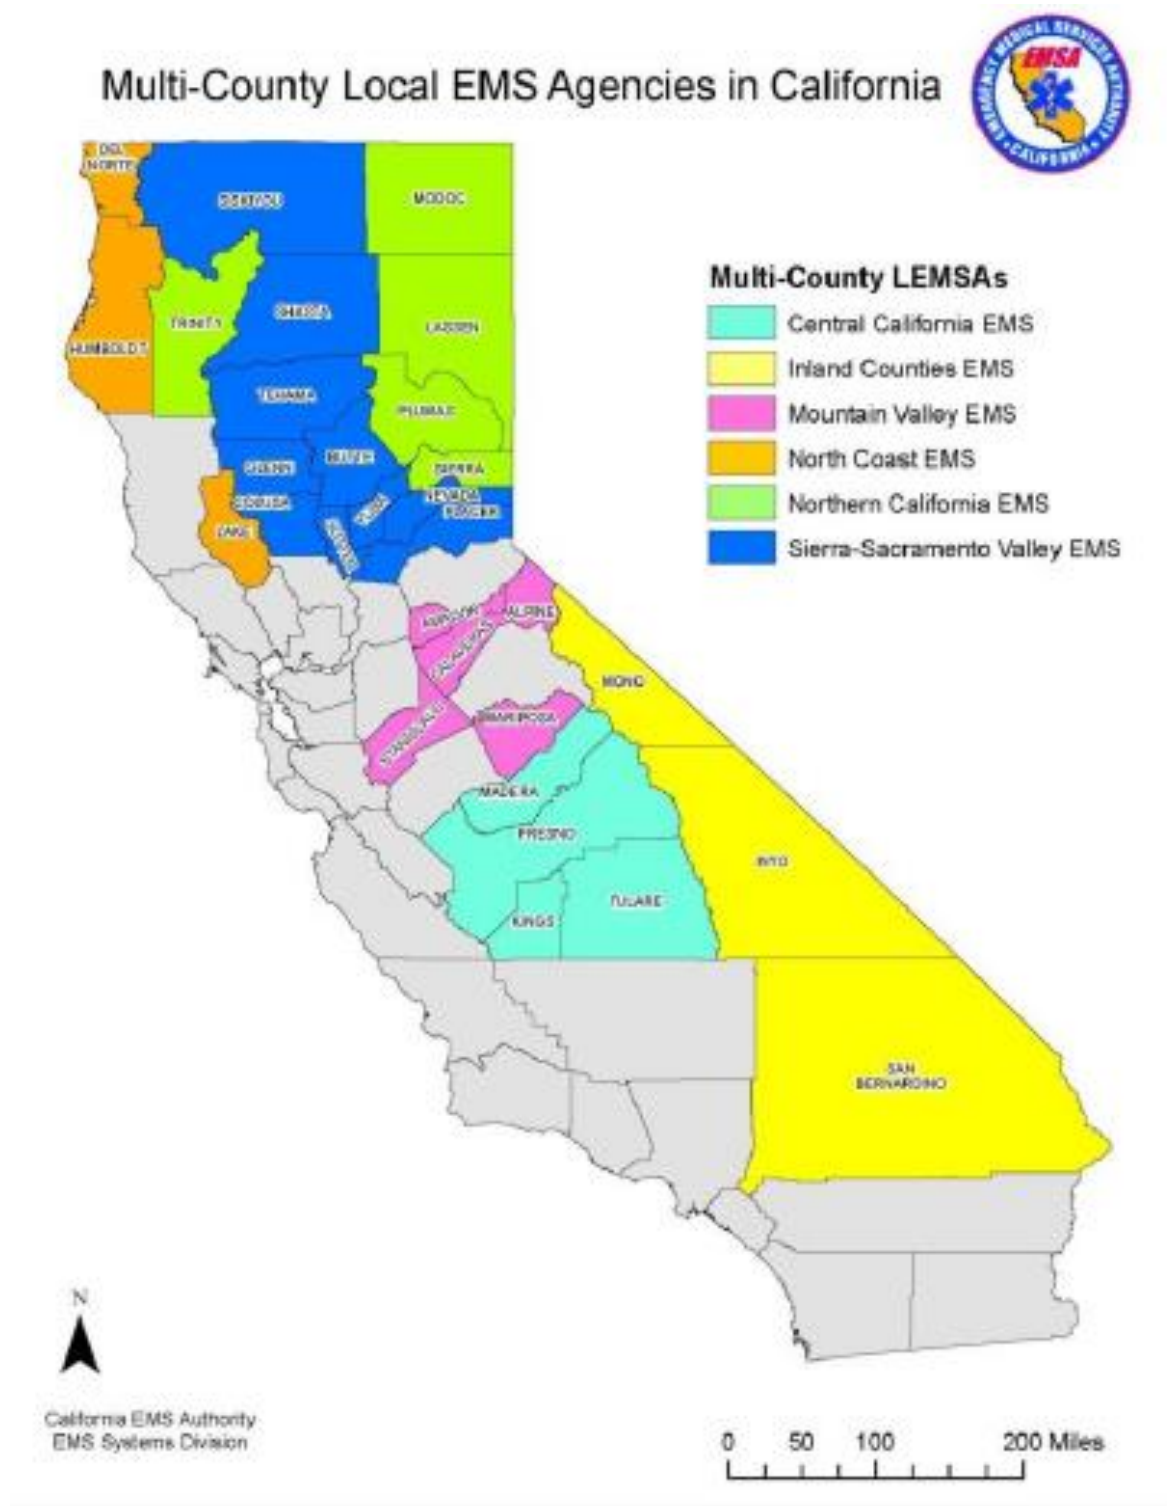 Multi-County Local EMS Agencies in California
EMERGENCY MEDICAL SERVICES AUTHORITY
EMSA
CALIFORNIA
DEL
NORTE
SISKIYOU
MODOC
TRINITY
SHASTA
LASSEN
HUMBOLDT
TEHAMA
PLUMAS
BUTTE
GLENN
SIERRA
COLUSA
NEVADA
PLACER
YUBA
SUTTER
LAKE
AMADOR
ALPINE
CALAVERAS
MONO
STANISLAUS
MARIPOSA
MADERA
FRESNO
INYO
TULARE
KINGS
SAN
BERNARDINO
Multi-County LEMSAs
Central California EMS
Inland Counties EMS
Mountain Valley EMS
North Coast EMS
Northern California EMS
Sierra-Sacramento Valley EMS
N
California EMS Authority
EMS Systems Division
0 50 100 200 Miles